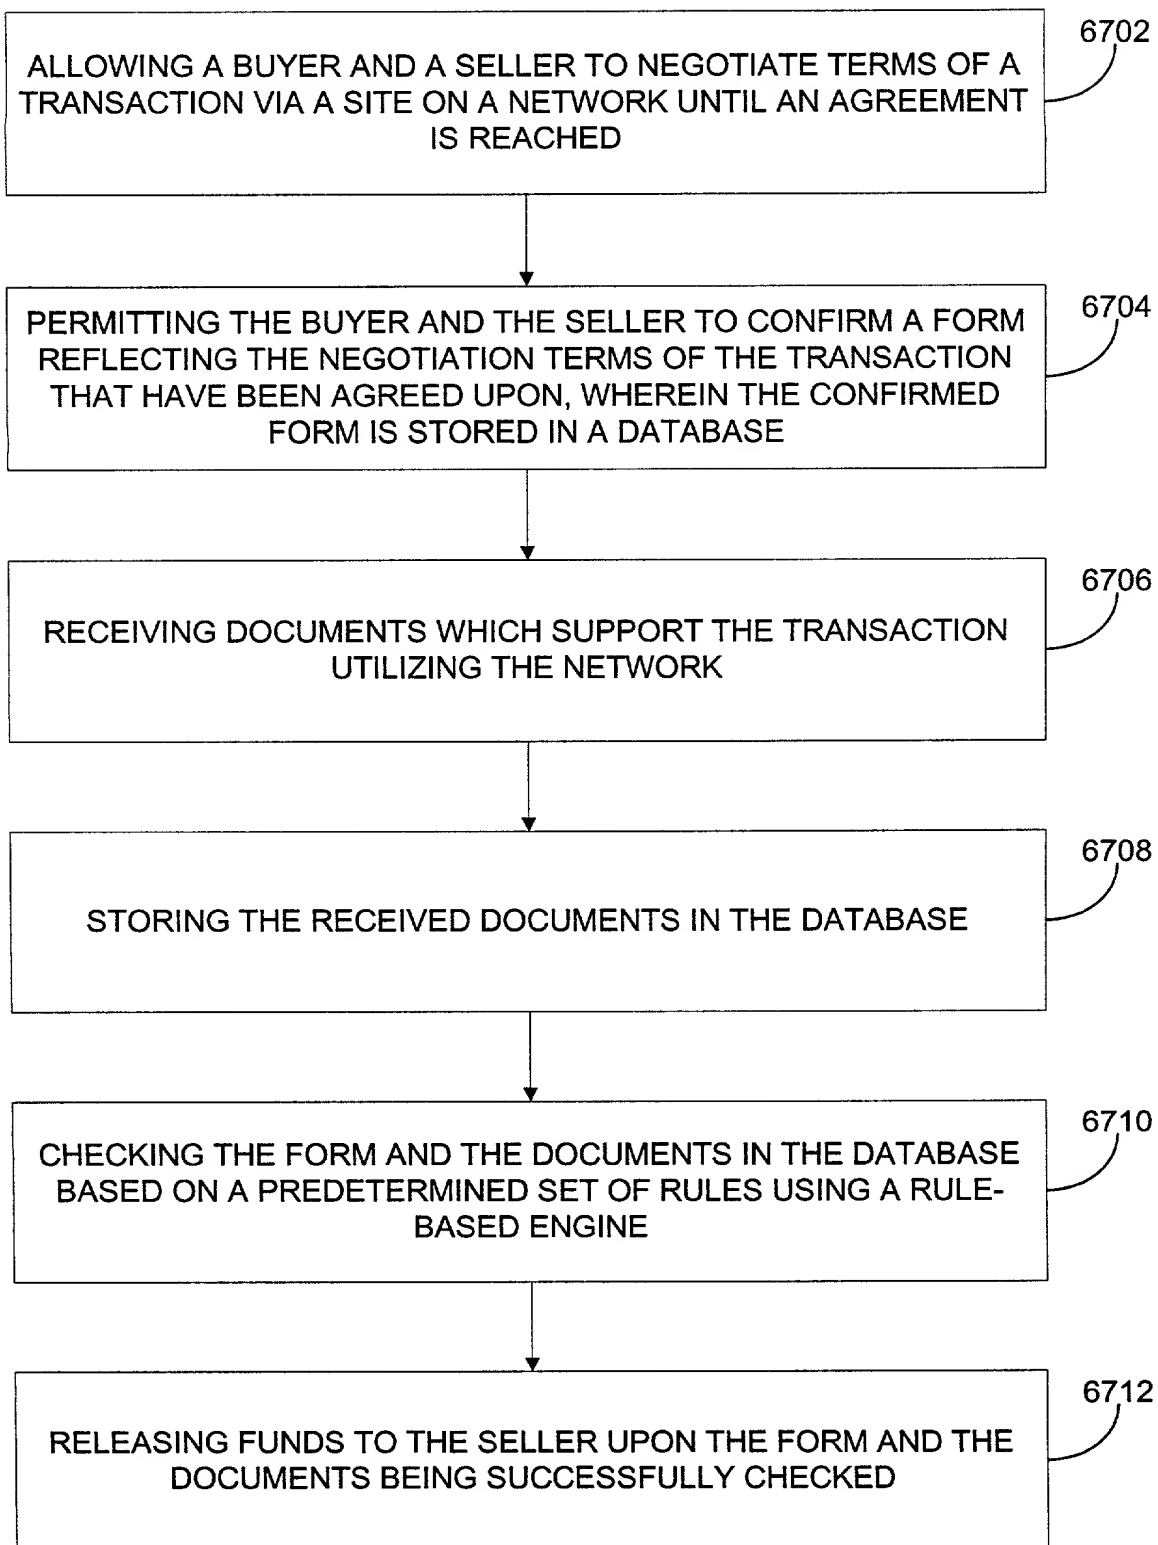 6702
ALLOWING A BUYER AND A SELLER TO NEGOTIATE TERMS OF A
TRANSACTION VIA A SITE ON A NETWORK UNTIL AN AGREEMENT
IS REACHED
6704
PERMITTING THE BUYER AND THE SELLER TO CONFIRM A FORM
REFLECTING THE NEGOTIATION TERMS OF THE TRANSACTION
THAT HAVE BEEN AGREED UPON, WHEREIN THE CONFIRMED
FORM IS STORED IN A DATABASE
6706
RECEIVING DOCUMENTS WHICH SUPPORT THE TRANSACTION
UTILIZING THE NETWORK
6708
STORING THE RECEIVED DOCUMENTS IN THE DATABASE
6710
CHECKING THE FORM AND THE DOCUMENTS IN THE DATABASE
BASED ON A PREDETERMINED SET OF RULES USING A RULE-
BASED ENGINE
6712
RELEASING FUNDS TO THE SELLER UPON THE FORM AND THE
DOCUMENTS BEING SUCCESSFULLY CHECKED